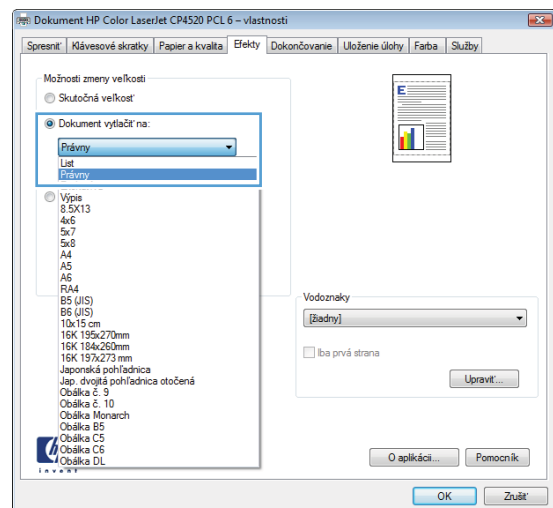 Dokument HP Color LaserJet CP4520 PCL 6 – vlastnosti
Spresniť Klávesové skratky Papier a kvalita Efekty Dokončovanie Uloženie úlohy Farba Služby
Možnosti zmeny veľkosti
Skutočná veľkosť
Dokument vytlačiť na:
Právny
List
Právny
Výpis
8.5X13
4x6
5x7
5x8
A4
A5
A6
RA4
B5 (JIS)
B6 (JIS)
10x15 cm
16K 195x270mm
16K 184x260mm
16K 197x273 mm
Japonská pohľadnica
Jap. dvojitá pohľadnica otočená
Obálka č. 9
Obálka č. 10
Obálka Monarch
Obálka B5
Obálka C5
Obálka C6
Obálka DL
E
Vodoznaky
[žiadny]
Iba prvá strana
Upraviť...
invent
O aplikácii...
Pomocník
OK
Zrušiť